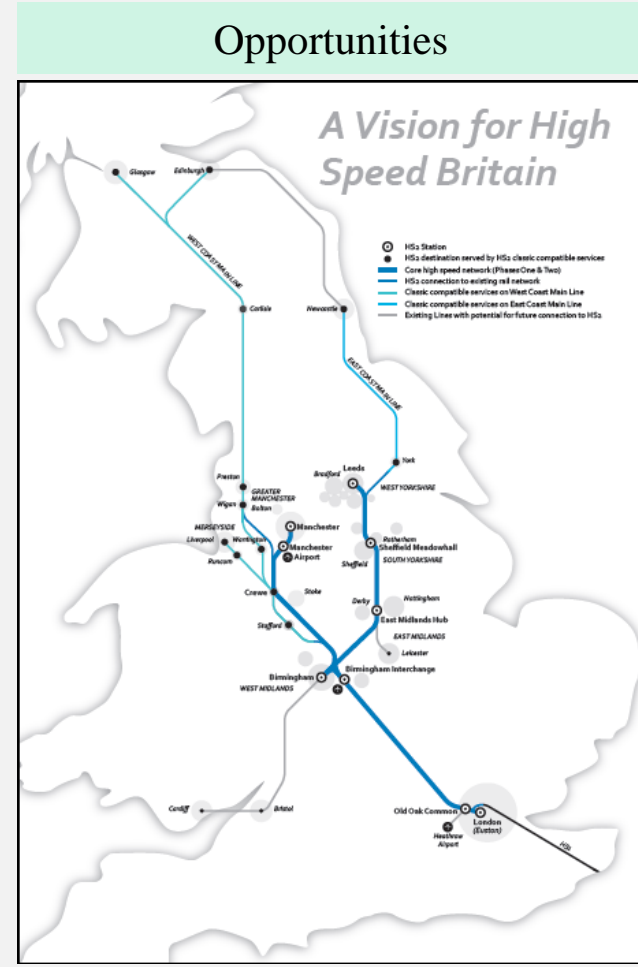 Opportunities
A Vision for High
Speed Britain
HS2 Station
HS2 destination served by HS2 classic compatible services
Core high speed network (Phases One & Two)
HS2 connection to existing rail network
Classic compatible services on West Coast Main Line
Classic compatible services on East Coast Main Line
Existing Lines with potential for future connection to HS2
Glasgow
Edinburgh
WEST COAST MAIN LINE
Carlisle
Newcastle
EAST COAST MAIN LINE
York
Leeds
Bradford
WEST YORKSHIRE
Preston
GREATER
MANCHESTER
Wigan
Bolton
Manchester
MERSEYSIDE
Liverpool
Warrington
Manchester
Airport
Runcorn
Rotherham
Sheffield Meadowhall
Sheffield
SOUTH YORKSHIRE
Crewe
Stoke
Derby
Nottingham
East Midlands Hub
Stafford
EAST MIDLANDS
Leicester
Birmingham
Birmingham Interchange
WEST MIDLANDS
Cardiff
Bristol
Old Oak Common
London
(Euston)
Heathrow
Airport
HS1